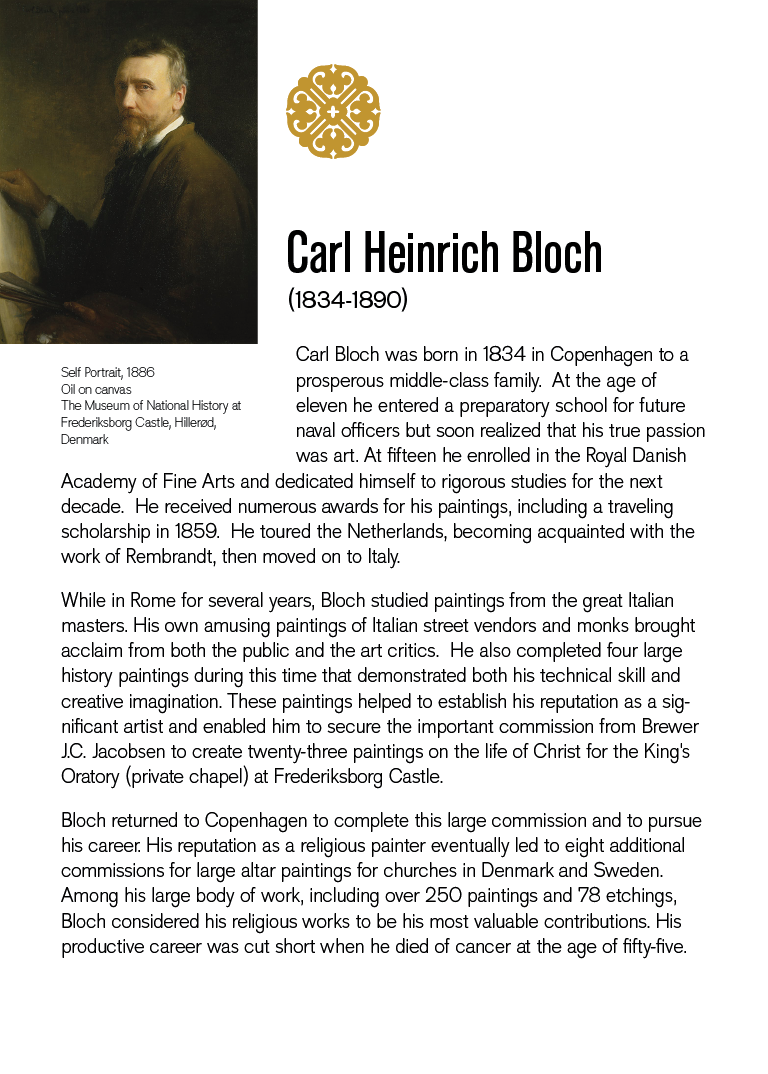 Carl Heinrich Bloch
(1834-1890)
Self Portrait, 1886
Oil on canvas
The Museum of National History at
Frederiksborg Castle, Hillerød,
Denmark
Carl Bloch was born in 1834 in Copenhagen to a
prosperous middle-class family.  At the age of
eleven he entered a preparatory school for future
naval officers but soon realized that his true passion
was art. At fifteen he enrolled in the Royal Danish
Academy of Fine Arts and dedicated himself to rigorous studies for the next
decade.  He received numerous awards for his paintings, including a traveling
scholarship in 1859.  He toured the Netherlands, becoming acquainted with the
work of Rembrandt, then moved on to Italy.
While in Rome for several years, Bloch studied paintings from the great Italian
masters. His own amusing paintings of Italian street vendors and monks brought
acclaim from both the public and the art critics.  He also completed four large
history paintings during this time that demonstrated both his technical skill and
creative imagination. These paintings helped to establish his reputation as a sig-
nificant artist and enabled him to secure the important commission from Brewer
J.C. Jacobsen to create twenty-three paintings on the life of Christ for the King's
Oratory (private chapel) at Frederiksborg Castle.
Bloch returned to Copenhagen to complete this large commission and to pursue
his career. His reputation as a religious painter eventually led to eight additional
commissions for large altar paintings for churches in Denmark and Sweden.
Among his large body of work, including over 250 paintings and 78 etchings,
Bloch considered his religious works to be his most valuable contributions. His
productive career was cut short when he died of cancer at the age of fifty-five.